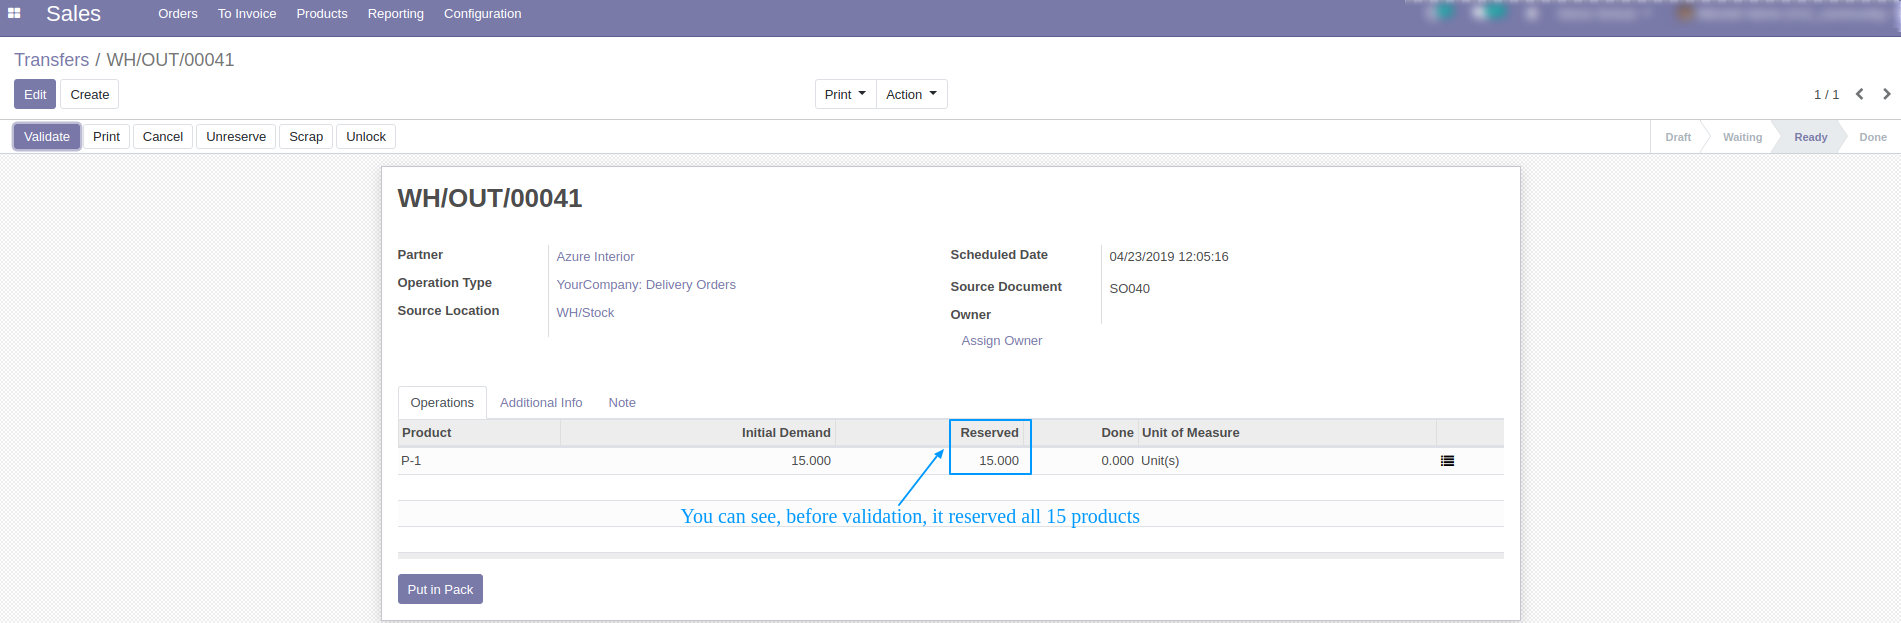 Sales Orders To Invoice Products Reporting Configuration
Transfers / WH/OUT/00041
Edit Create Print Action 1 / 1
Validate Print Cancel Unreserve Scrap Unlock Draft Waiting Ready Done
WH/OUT/00041
Partner Azure Interior Scheduled Date 04/23/2019 12:05:16
Operation Type YourCompany: Delivery Orders Source Document SO040
Source Location WH/Stock Owner
Assign Owner
Operations Additional Info Note
Product Initial Demand Reserved Done Unit of Measure
P-1 15.000 15.000 0.000 Unit(s)
You can see, before validation, it reserved all 15 products
Put in Pack